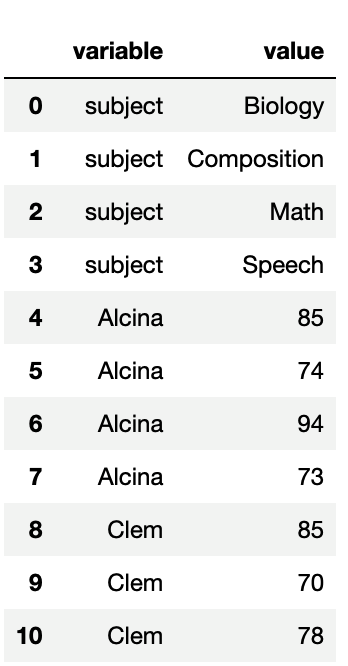 variable value
0 subject Biology
1 subject Composition
2 subject Math
3 subject Speech
4 Alcina 85
5 Alcina 74
6 Alcina 94
7 Alcina 73
8 Clem 85
9 Clem 70
10 Clem 78